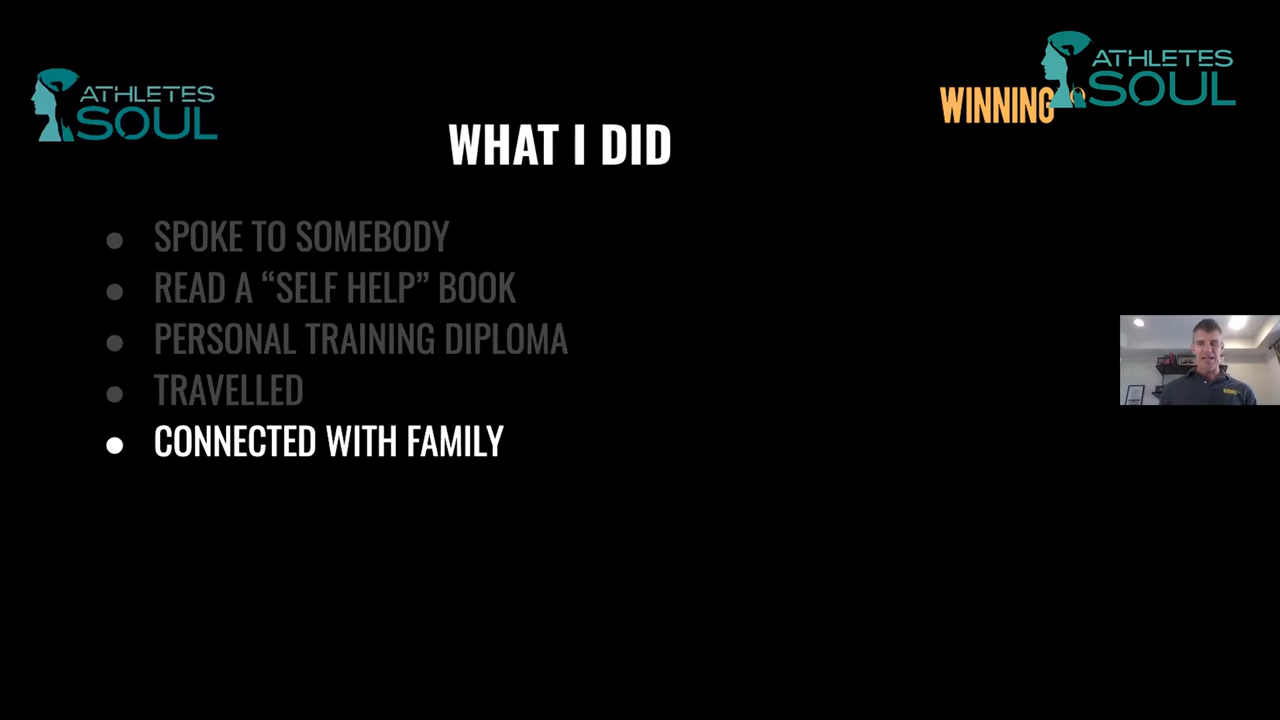 ATHLETES
SOUL
WINNING
ATHLETES
SOUL
WHAT I DID
● SPOKE TO SOMEBODY
● READ A “SELF HELP” BOOK
● PERSONAL TRAINING DIPLOMA
● TRAVELLED
● CONNECTED WITH FAMILY